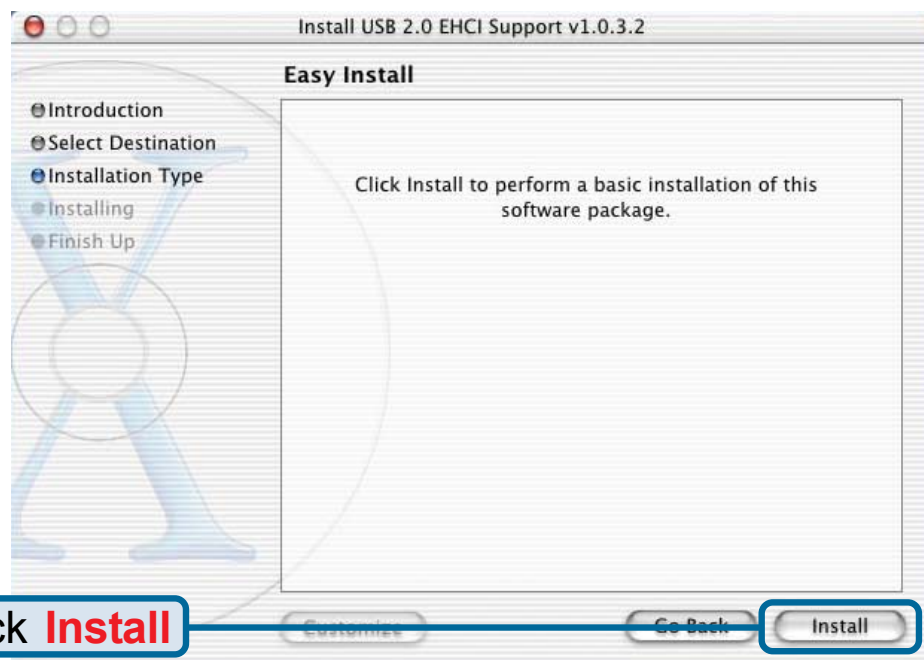 Install USB 2.0 EHCI Support v1.0.3.2
Easy Install
Introduction
Select Destination
Installation Type
Installing
Finish Up
Click Install to perform a basic installation of this
software package.
ck Install
Customize
Go Back
Install